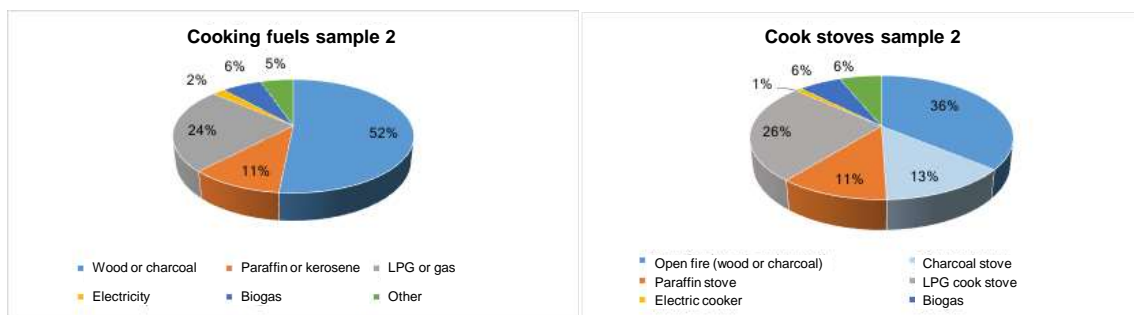 Cooking fuels sample 2
5%
6%
2%
24%
52%
11%
Wood or charcoal Paraffin or kerosene LPG or gas
Electricity Biogas Other
Cook stoves sample 2
6%
6%
1%
36%
26%
11%
13%
Open fire (wood or charcoal) Charcoal stove
Paraffin stove LPG cook stove
Electric cooker Biogas